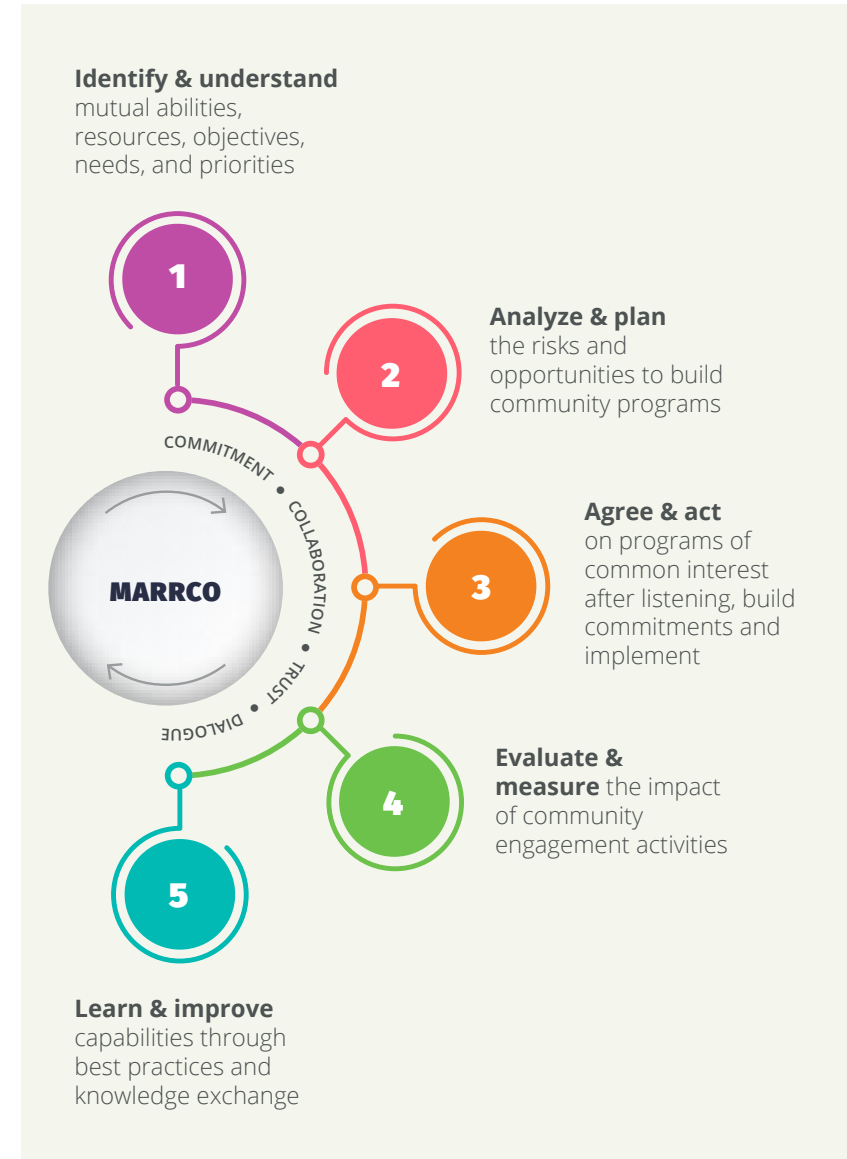 Identify & understand
mutual abilities,
resources, objectives,
needs, and priorities
1
2
Analyze & plan
the risks and
opportunities to build
community programs
COMMITMENT • COLLABORATION • TRUST • DIALOGUE
MARRCO
3
Agree & act
on programs of
common interest
after listening, build
commitments and
implement
4
Evaluate &
measure the impact
of community
engagement activities
5
Learn & improve
capabilities through
best practices and
knowledge exchange